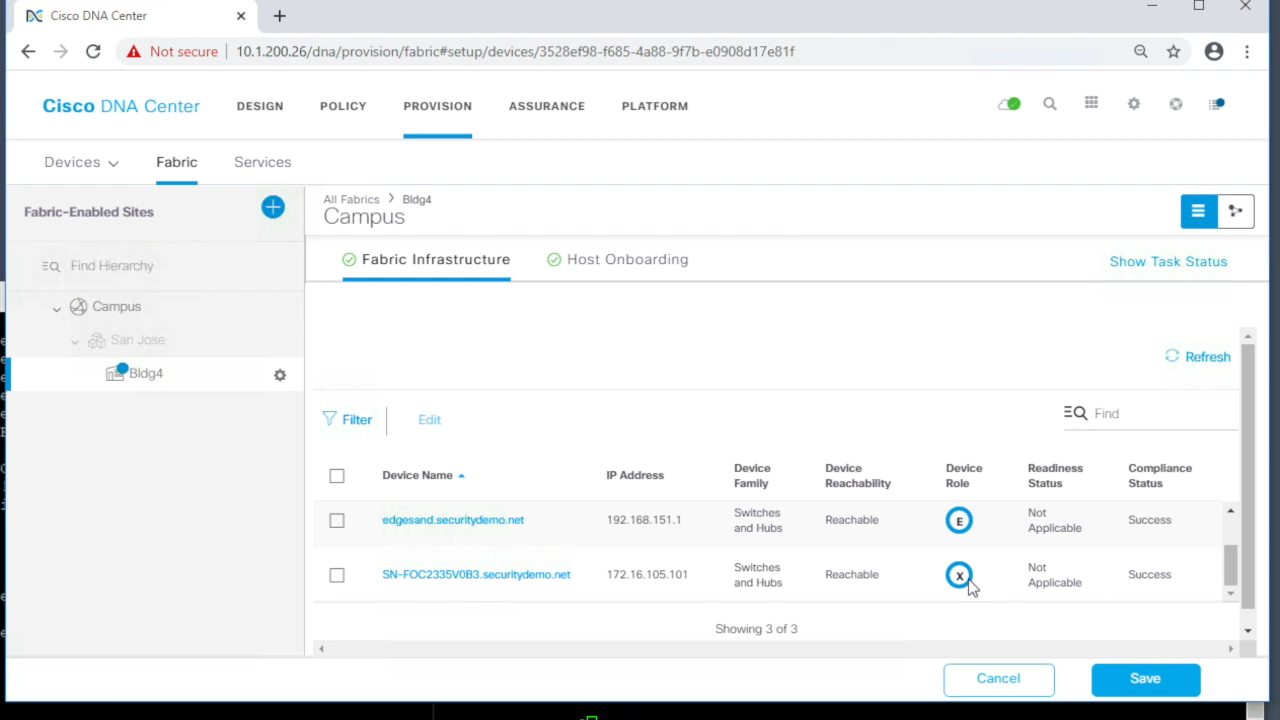 Cisco DNA Center
Not secure
10.1.200.26/dna/provision/fabric#setup/devices/3528ef98-f685-4a88-9f7b-e0908d17e81f
Cisco DNA Center
DESIGN
POLICY
PROVISION
ASSURANCE
PLATFORM
Devices
Fabric
Services
Fabric-Enabled Sites
Find Hierarchy
Campus
San Jose
Bldg4
All Fabrics > Bldg4
Campus
Fabric Infrastructure
Host Onboarding
Show Task Status
Refresh
Filter
Edit
Find
Device Name
IP Address
Device
Family
Device
Reachability
Device
Role
Readiness
Status
Compliance
Status
edgesand.securitydemo.net
192.168.151.1
Switches
and Hubs
Reachable
E
Not
Applicable
Success
SN-FOC2335V0B3.securitydemo.net
172.16.105.101
Switches
and Hubs
Reachable
X
Not
Applicable
Success
Showing 3 of 3
Cancel
Save